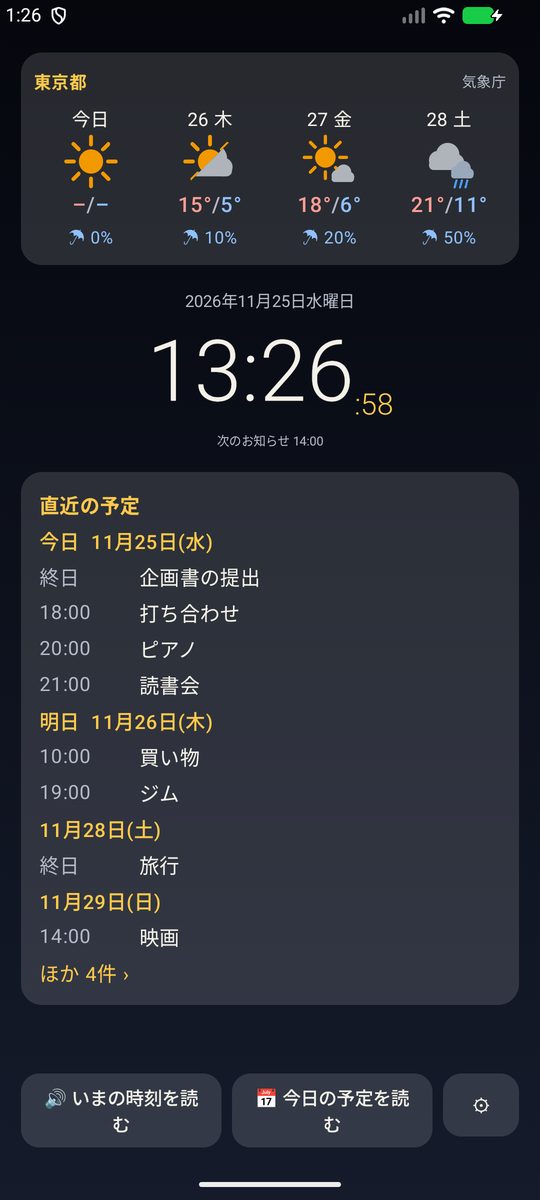 1:26
東京都
気象庁
今日 26 木 27 金 28 土
–/– 15°/5° 18°/6° 21°/11°
0% 10% 20% 50%
2026年11月25日水曜日
13:26:58
次のお知らせ 14:00
直近の予定
今日 11月25日(水)
終日 企画書の提出
18:00 打ち合わせ
20:00 ピアノ
21:00 読書会
明日 11月26日(木)
10:00 買い物
19:00 ジム
11月28日(土)
終日 旅行
11月29日(日)
14:00 映画
ほか 4件 ›
🔊 いまの時刻を読
む
📅 今日の予定を読
む